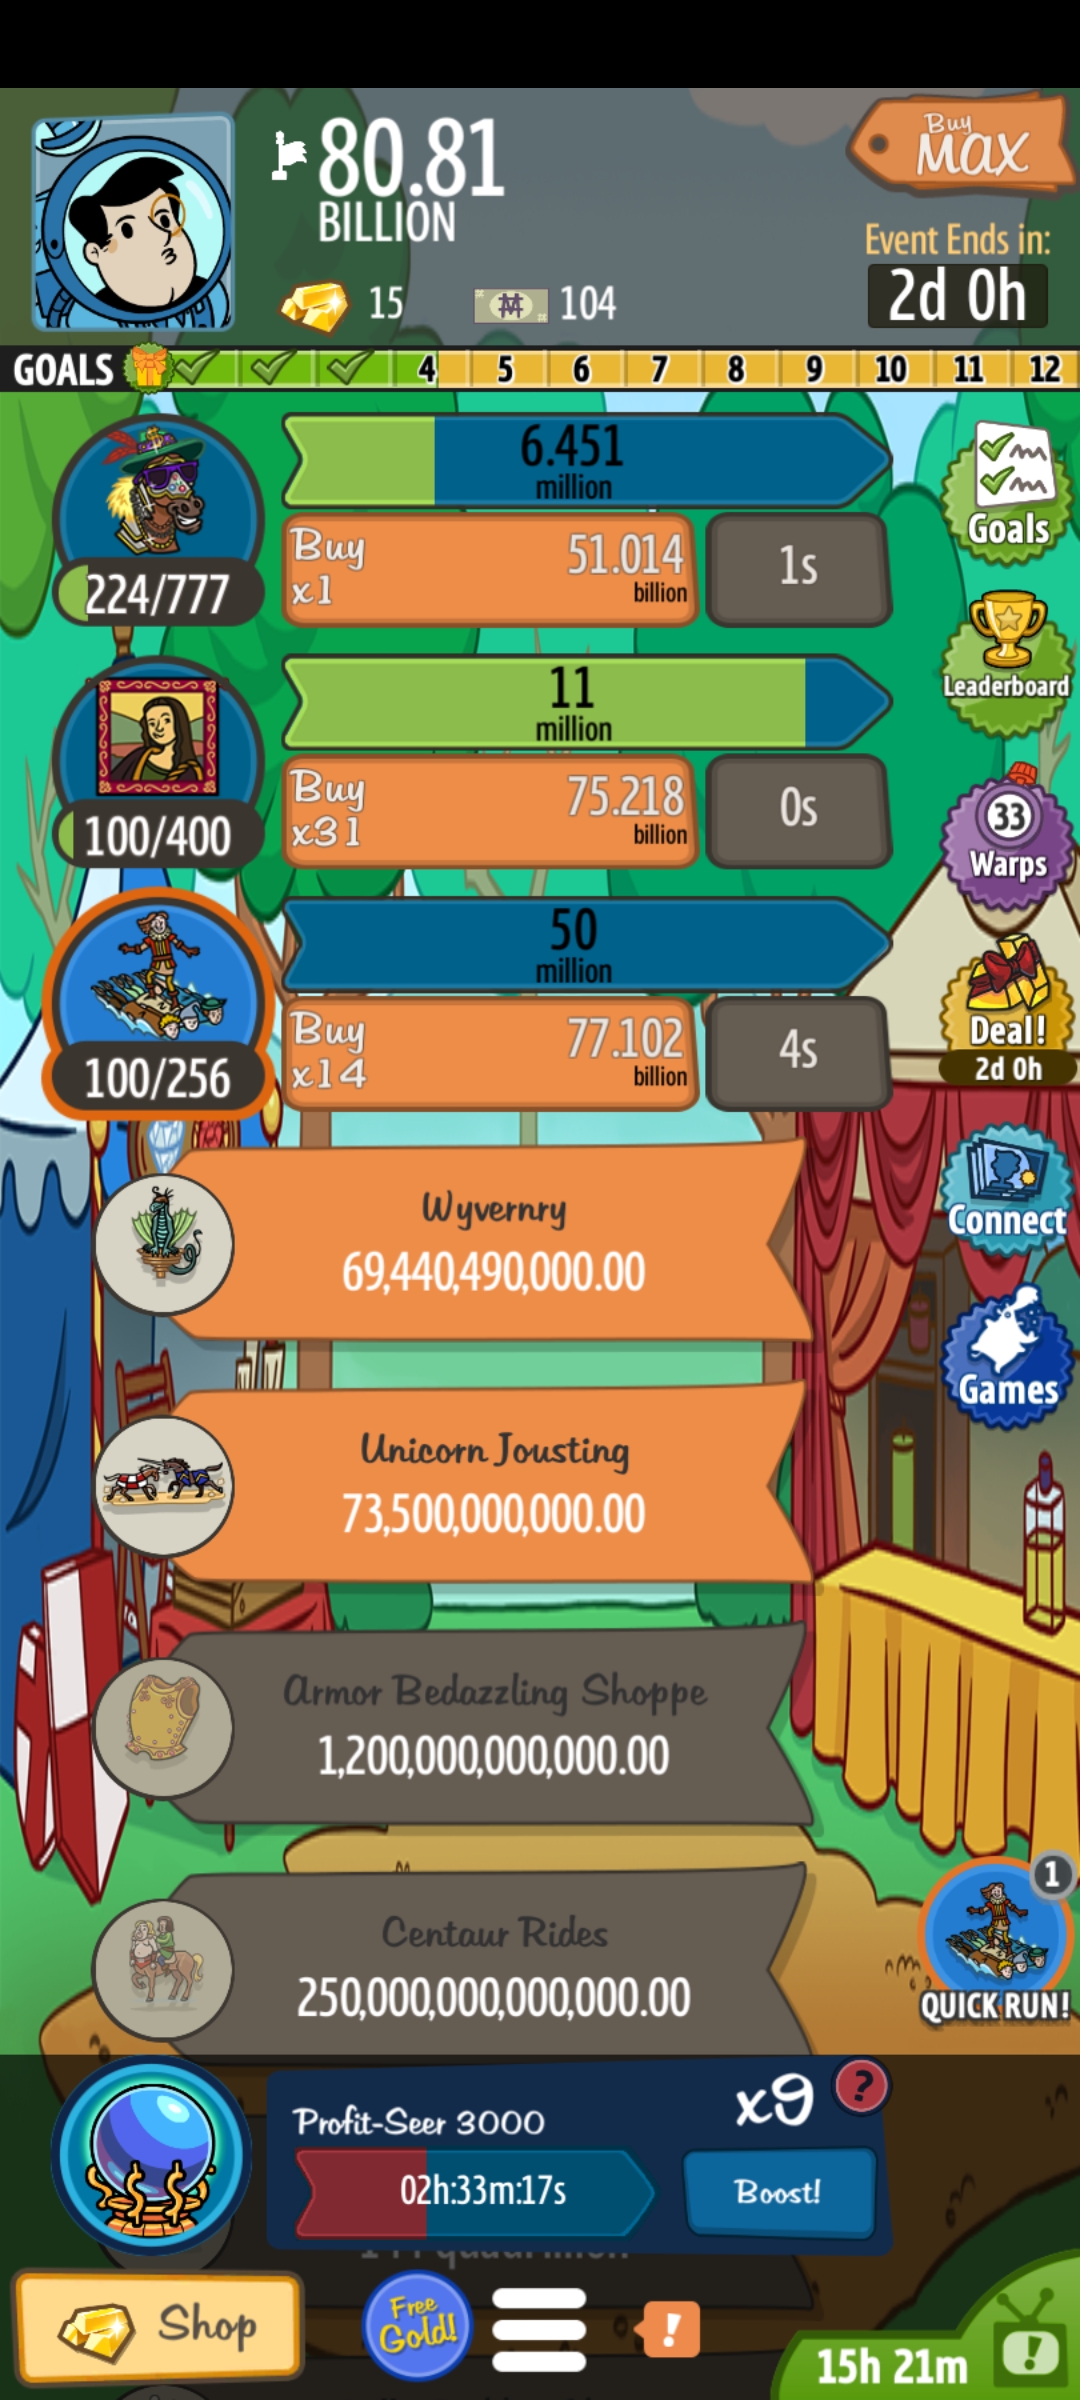 80.81
BILLION
15
104
Buy
MAX
Event Ends in:
2d 0h
GOALS
4 5 6 7 8 9 10 11 12
6.451
million
224/777
Buy
x1
51.014
billion
1s
Goals
Leaderboard
11
million
100/400
Buy
x31
75.218
billion
0s
33
Warps
50
million
100/256
Buy
x14
77.102
billion
4s
Deal!
2d 0h
Wyvernry
69,440,490,000.00
Connect
Games
Unicorn Jousting
73,500,000,000.00
Armor Bedazzling Shoppe
1,200,000,000,000.00
Centaur Rides
250,000,000,000,000.00
1
QUICK RUN!
Profit-Seer 3000
x9
?
02h:33m:17s
Boost!
Shop
Free
Gold!
!
15h 21m
!